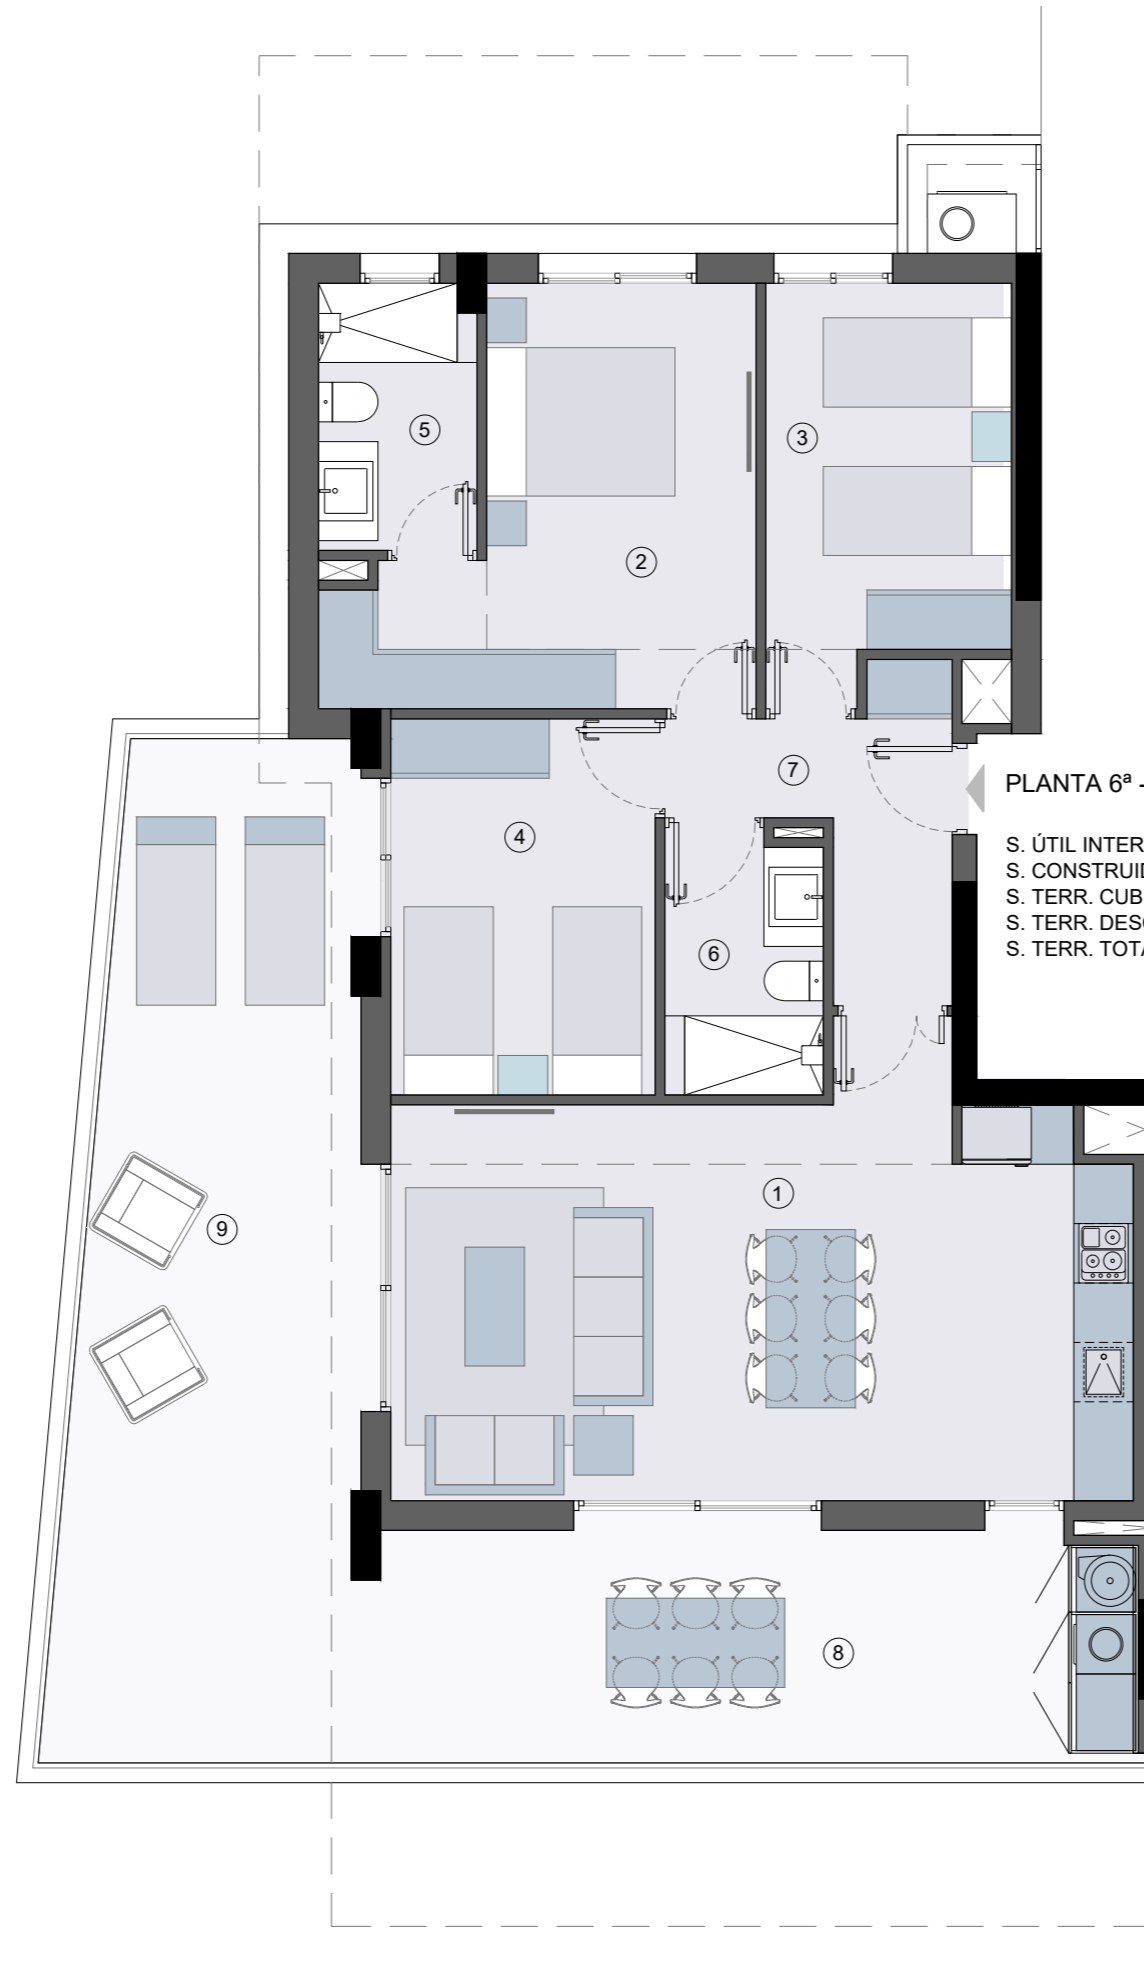 5
3
2
PLANTA 6ª -
7
4
S. ÚTIL INTER
S. CONSTRUI
S. TERR. CUB
S. TERR. DES
S. TERR. TOT
6
1
9
8